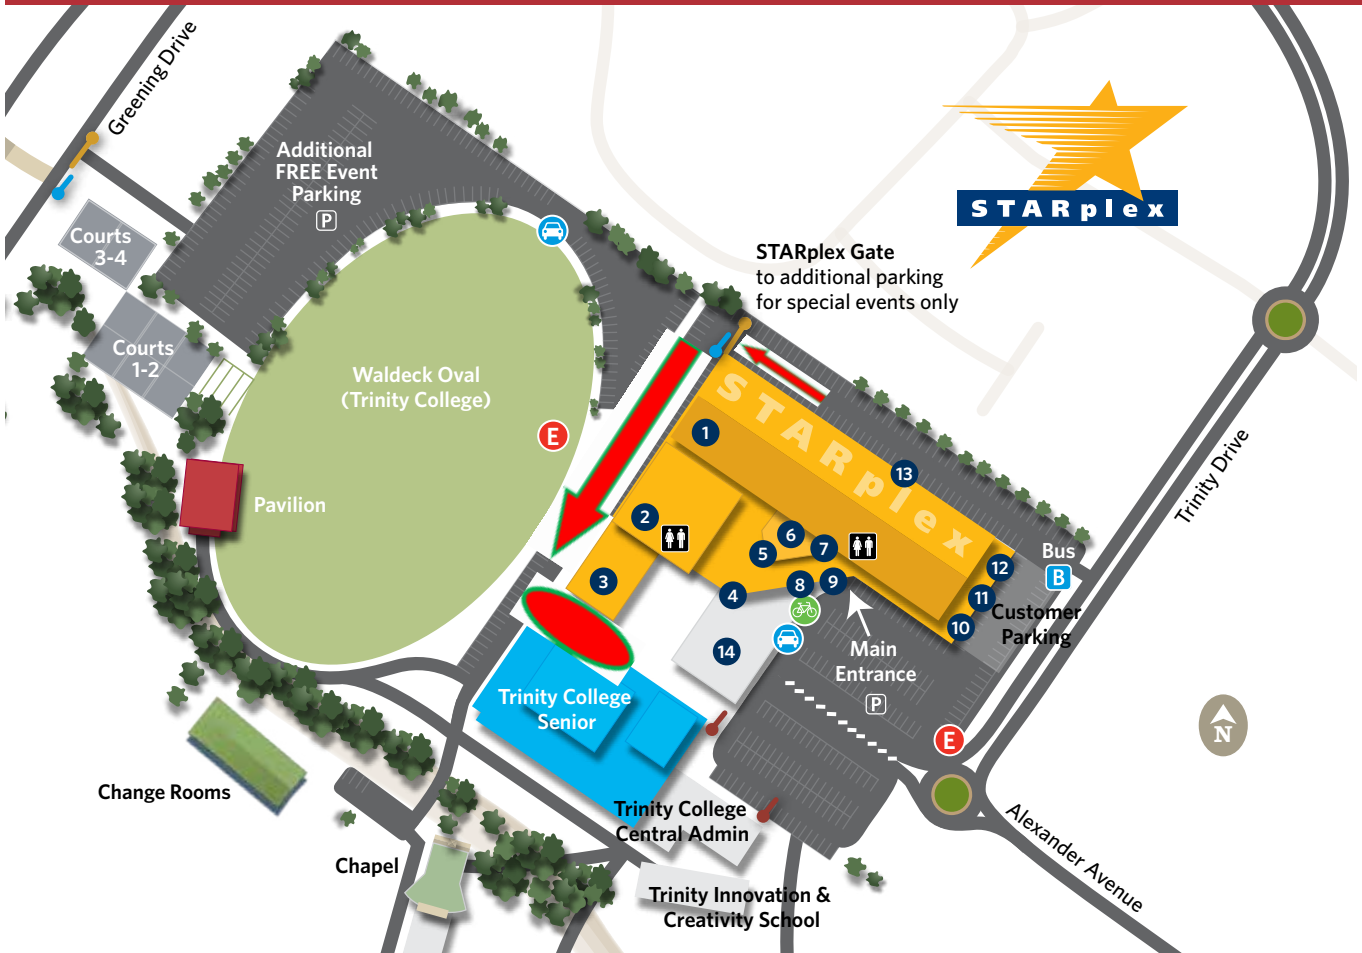 Greening Drive
Additional
FREE Event
Parking
P
STARplex
Courts
3-4
STARplex Gate
to additional parking
for special events only
Courts
1-2
Waldeck Oval
(Trinity College)
E
STARplex
1
13
Pavilion
2
6
7
5
Trinity Drive
Bus
B
12
3
4
8
9
11
10
Customer
Parking
14
Main
Entrance
P
Trinity College
Senior
E
N
Change Rooms
Trinity College
Central Admin
Alexander Avenue
Chapel
Trinity Innovation &
Creativity School